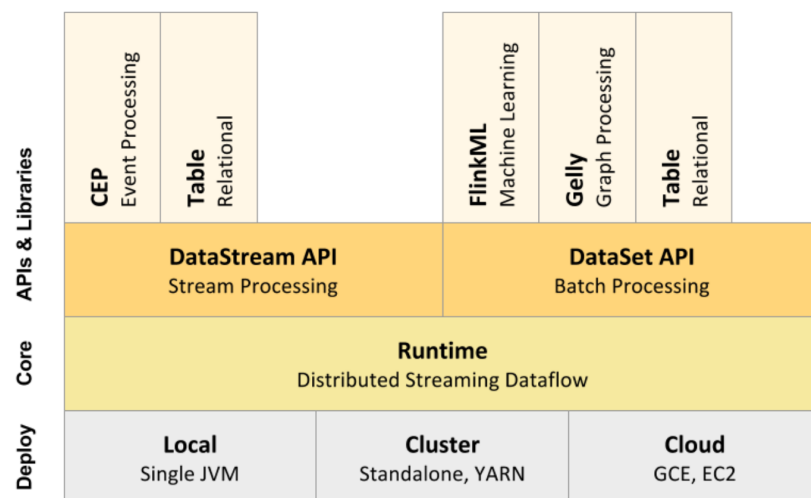 APIs & Libraries
CEP
Event Processing
Table
Relational
FlinkML
Machine Learning
Gelly
Graph Processing
Table
Relational
DataStream API
Stream Processing
DataSet API
Batch Processing
Core
Runtime
Distributed Streaming Dataflow
Deploy
Local
Single JVM
Cluster
Standalone, YARN
Cloud
GCE, EC2